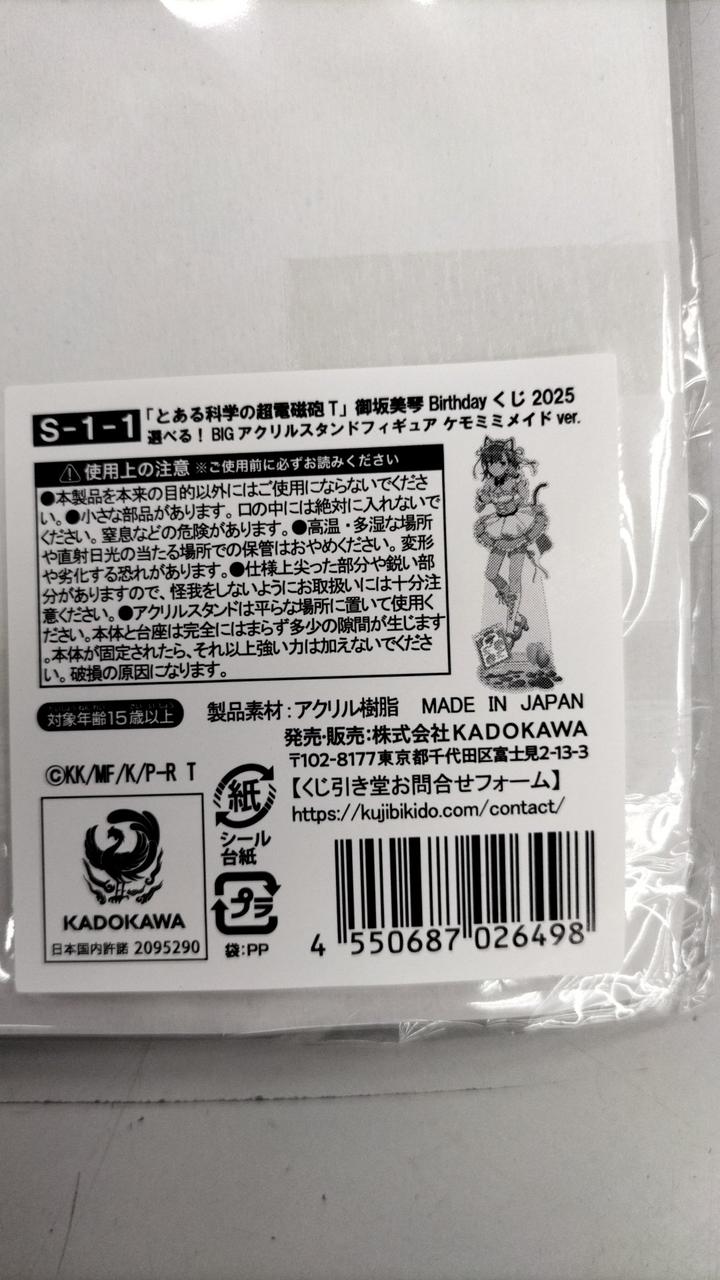 S-1-1
「とある科学の超電磁砲T」御坂美琴 Birthday くじ 2025
選べる！ BIG アクリルスタンドフィギュア ケモミミメイド ver.
使用上の注意 ※ご使用前に必ずお読みください
●本製品を本来の目的以外にはご使用にならないでくださ
い。●小さな部品があります。口の中には絶対に入れないで
ください。窒息などの危険があります。●高温・多湿な場所
や直射日光の当たる場所での保管はおやめください。変形
や劣化する恐れがあります。●仕様上尖った部分や鋭い部
分がありますので、怪我をしないようにお取扱いには十分注
意ください。●アクリルスタンドは平らな場所に置いて使用く
ださい。本体と台座は完全にはまらず多少の隙間が生じます
。本体が固定されたら、それ以上強い力は加えないでくださ
い。破損の原因になります。
対象年齢15歳以上
製品素材：アクリル樹脂 MADE IN JAPAN
発売・販売：株式会社KADOKAWA
〒102-8177東京都千代田区富士見2-13-3
©KK/MF/K/P-R T
【くじ引き堂お問合せフォーム】
https://kujibikido.com/contact/
紙
シール
台紙
プラ
袋：PP
KADOKAWA
日本国内許諾 2095290
4 550687 026498